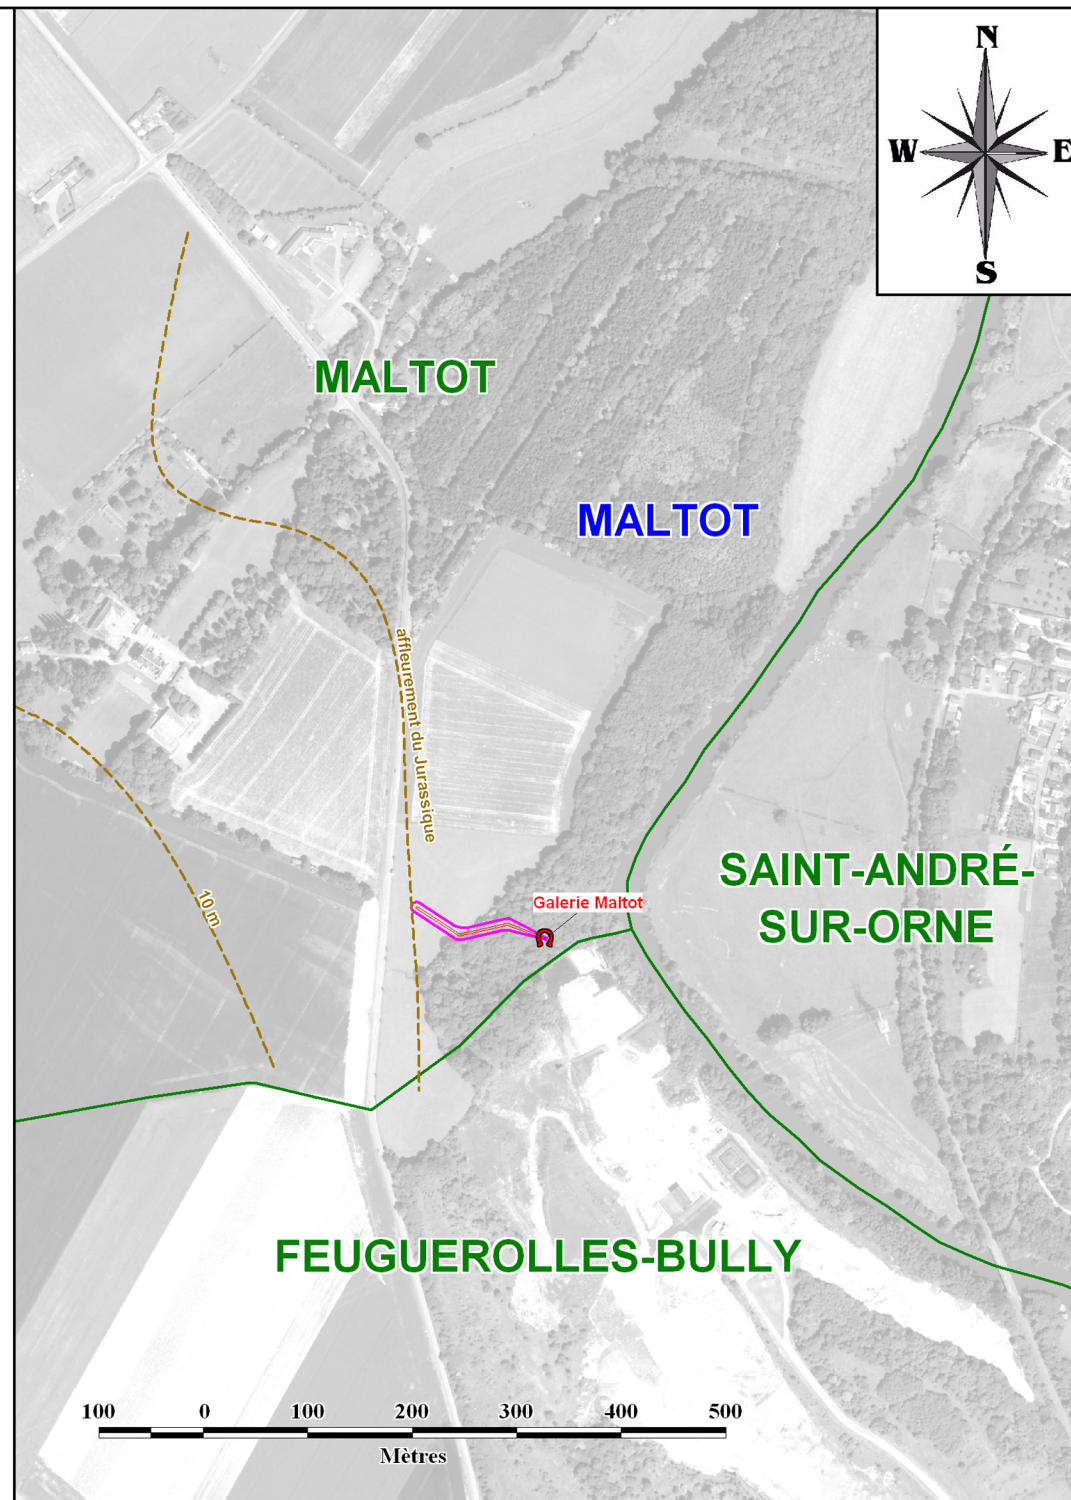 N
W E
S
MALTOT
MALTOT
affleurement du Jurassique
10 m
Galerie Maltot
SAINT-ANDRÉ-
SUR-ORNE
FEUGUEROLLES-BULLY
100 0 100 200 300 400 500
Mètres